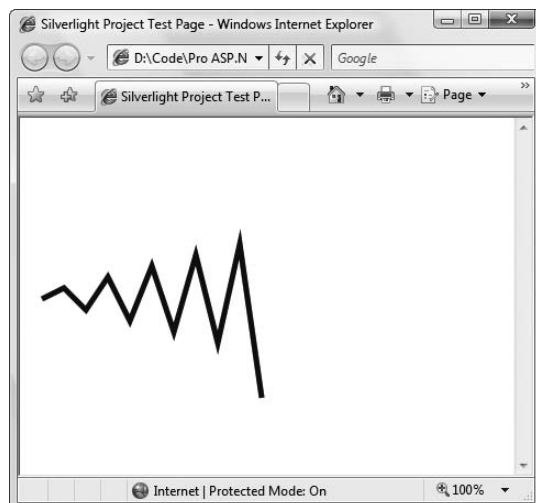 Silverlight Project Test Page - Windows Internet Explorer
D:\Code\Pro ASP.N
Google
Silverlight Project Test P...
Page
Internet | Protected Mode: On
100%